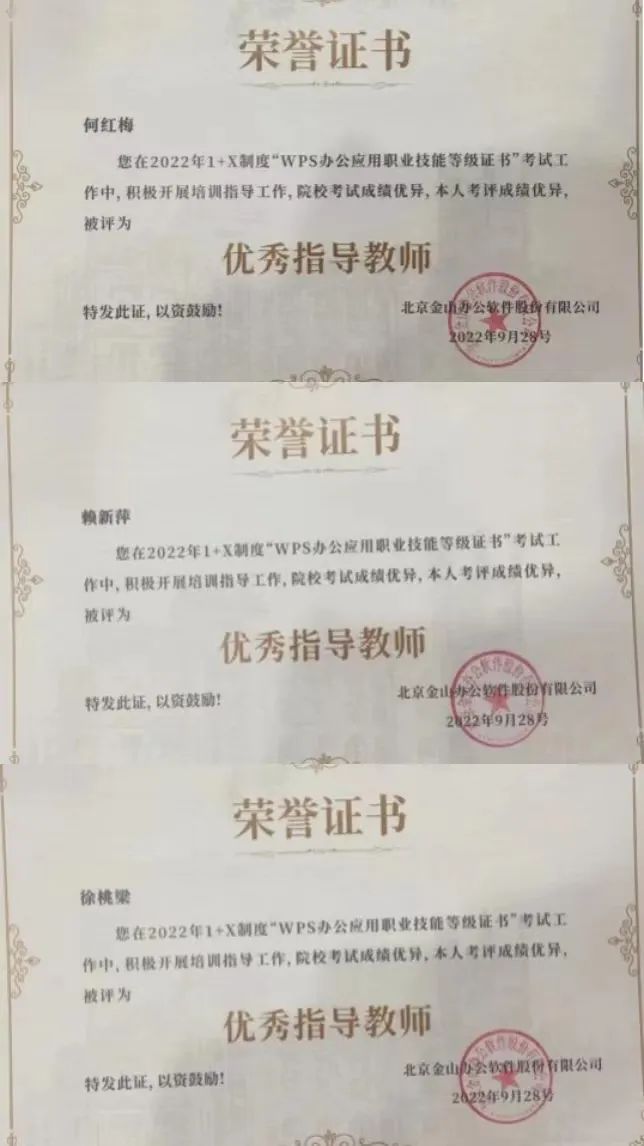 荣誉证书
何红梅
您在2022年1+X制度“WPS办公应用职业技能等级证书”考试工
作中,积极开展培训指导工作,院校考试成绩优异,本人考评成绩优异,
被评为
优秀指导教师
特发此证,以资鼓励!
北京金山办公软件股份有限公司
2022年9月28号
荣誉证书
赖新萍
您在2022年1+X制度“WPS办公应用职业技能等级证书”考试工
作中,积极开展培训指导工作,院校考试成绩优异,本人考评成绩优异,
被评为
优秀指导教师
特发此证,以资鼓励!
北京金山办公软件股份有限公司
2022年9月28号
荣誉证书
徐桃梁
您在2022年1+X制度“WPS办公应用职业技能等级证书”考试工
作中,积极开展培训指导工作,院校考试成绩优异,本人考评成绩优异,
被评为
优秀指导教师
特发此证,以资鼓励!
北京金山办公软件股份有限公司
2022年9月28号